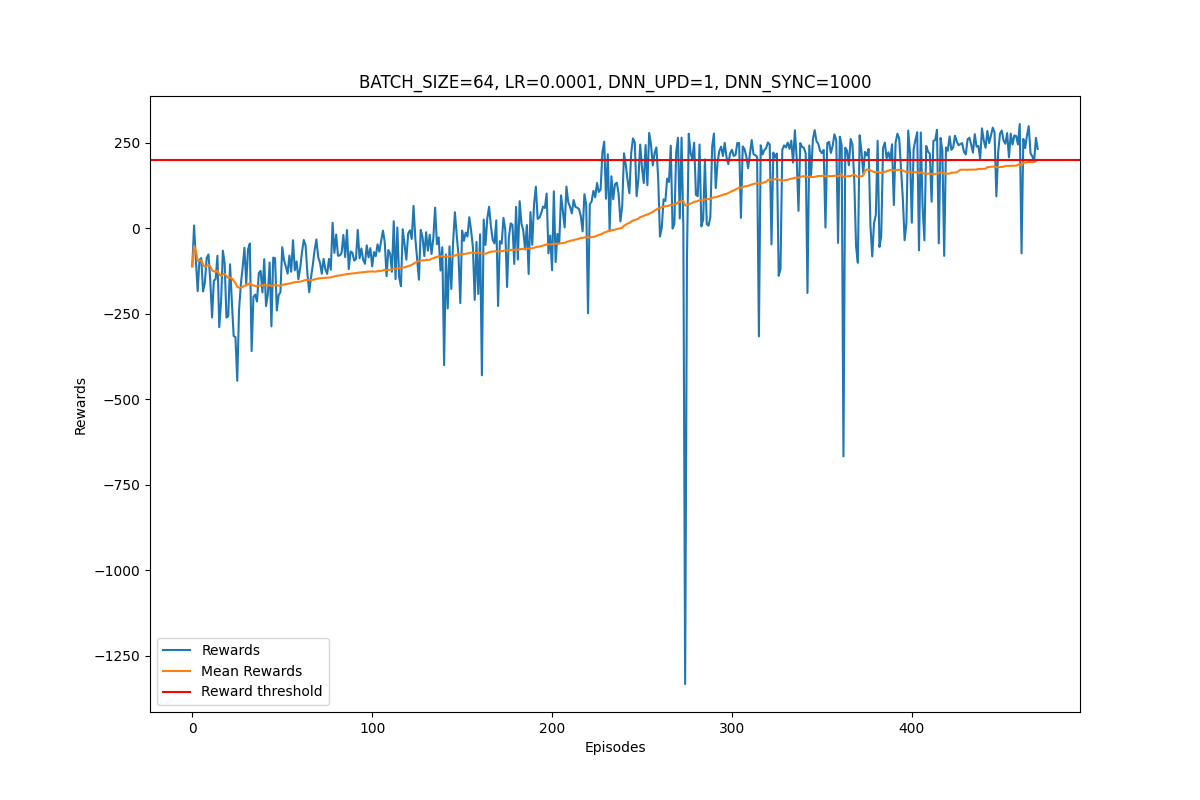 BATCH_SIZE=64, LR=0.0001, DNN_UPD=1, DNN_SYNC=1000
250
0
−250
−500
−750
−1000
−1250
Rewards
Rewards
Mean Rewards
Reward threshold
0 100 200 300 400
Episodes